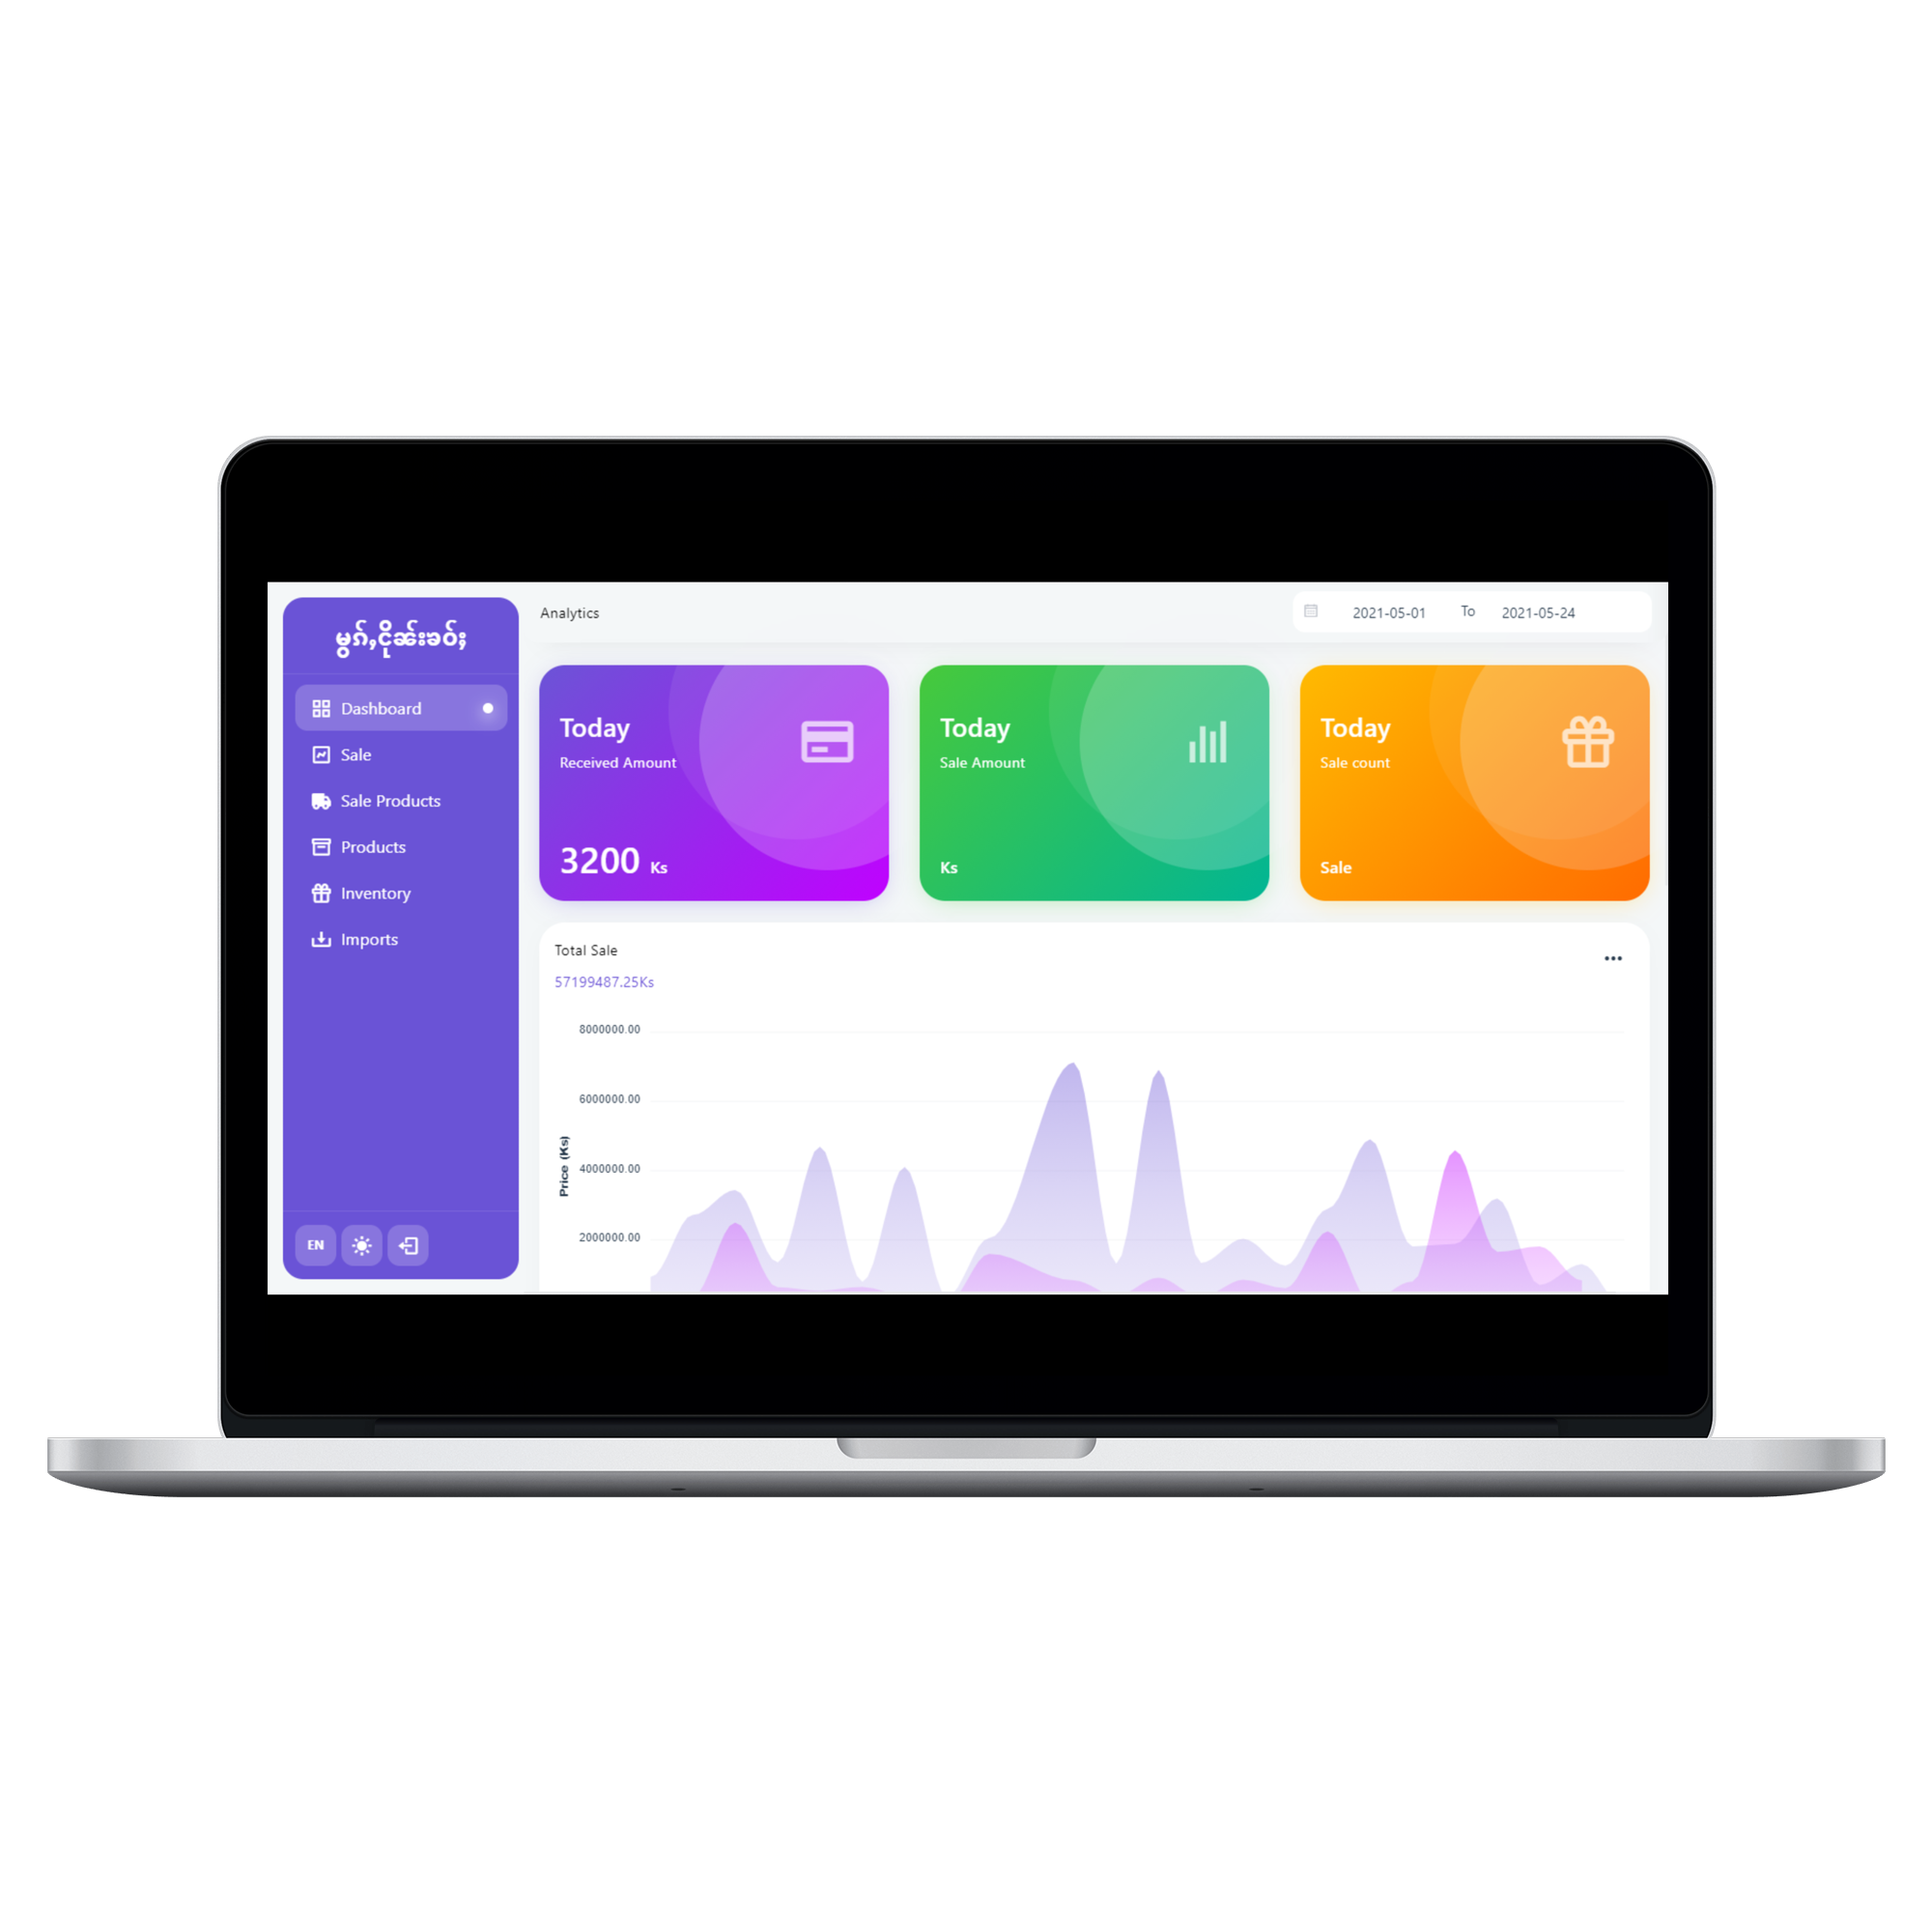 မွၵ်ႇငိုၼ်းၶဝ်ႈ
Dashboard
Sale
Sale Products
Products
Inventory
Imports
EN
Analytics
2021-05-01 To 2021-05-24
Today
Received Amount
3200 Ks
Today
Sale Amount
Ks
Today
Sale count
Sale
Total Sale
57199487.25Ks
Price (Ks)
8000000.00
6000000.00
4000000.00
2000000.00